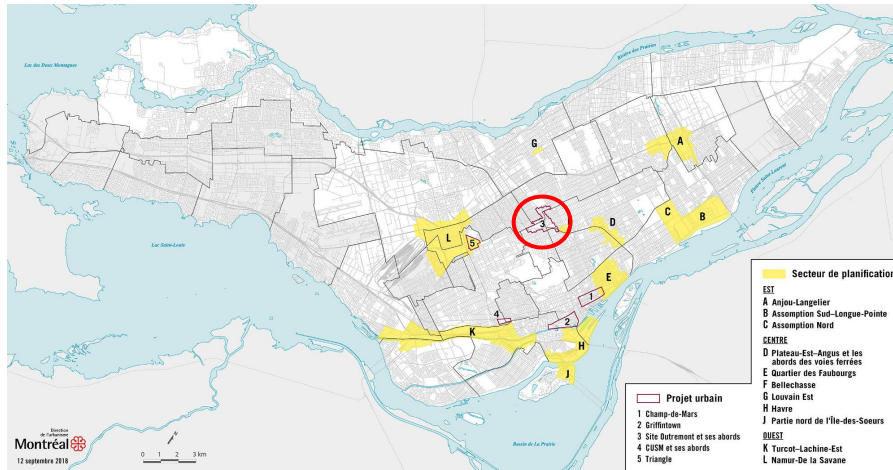 Lac des Deux Montagnes
Rivière des Prairies
Fleuve Saint-Laurent
Lac Saint-Louis
Bassin de La Prairie
A
B
C
D
E
G
H
J
K
L
1
2
3
4
5
Secteur de planification
EST
A Anjou-Langelier
B Assomption Sud–Longue-Pointe
C Assomption Nord
CENTRE
D Plateau-Est–Angus et les
abords des voies ferrées
E Quartier des Faubourgs
F Bellechasse
G Louvain Est
H Havre
J Partie nord de l'Île-des-Soeurs
OUEST
K Turcot–Lachine-Est
L Namur-De la Savane
Projet urbain
1 Champ-de-Mars
2 Griffintown
3 Site Outremont et ses abords
4 CUSM et ses abords
5 Triangle
Direction
de l'urbanisme
Montréal
12 septembre 2018
N
0 1 2 3 km